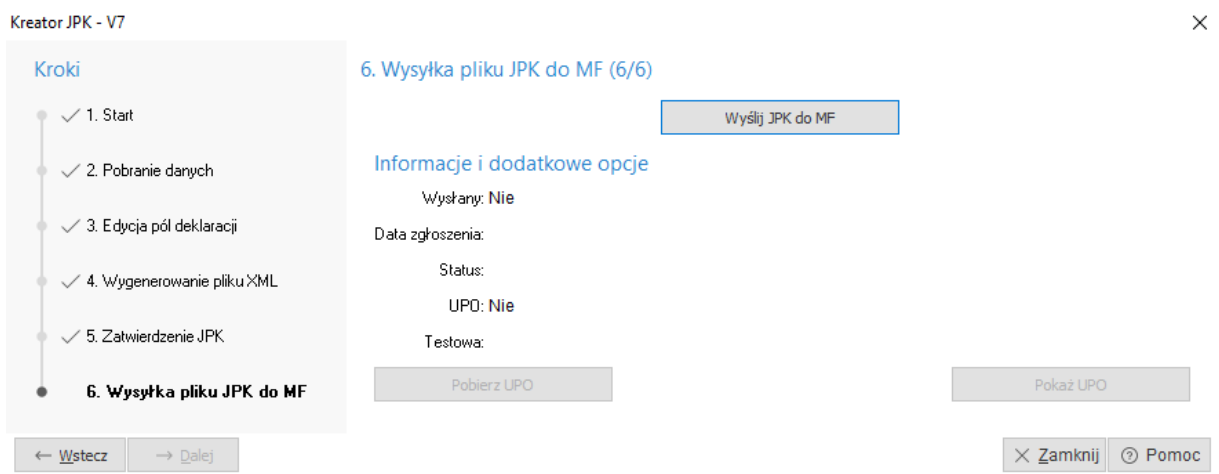 Kreator JPK - V7
Kroki
1. Start
2. Pobranie danych
3. Edycja pól deklaracji
4. Wygenerowanie pliku XML
5. Zatwierdzenie JPK
6. Wysyłka pliku JPK do MF
6. Wysyłka pliku JPK do MF (6/6)
Wyślij JPK do MF
Informacje i dodatkowe opcje
Wysłany: Nie
Data zgłoszenia:
Status:
UPO: Nie
Testowa:
Pobierz UPO
Pokaż UPO
Wstecz
Dalej
Zamknij
Pomoc